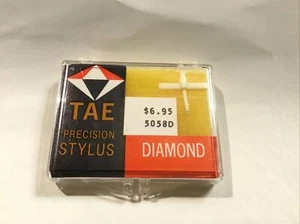 TAE
PRECISION
STYLUS
$6.95
5058D
DIAMOND